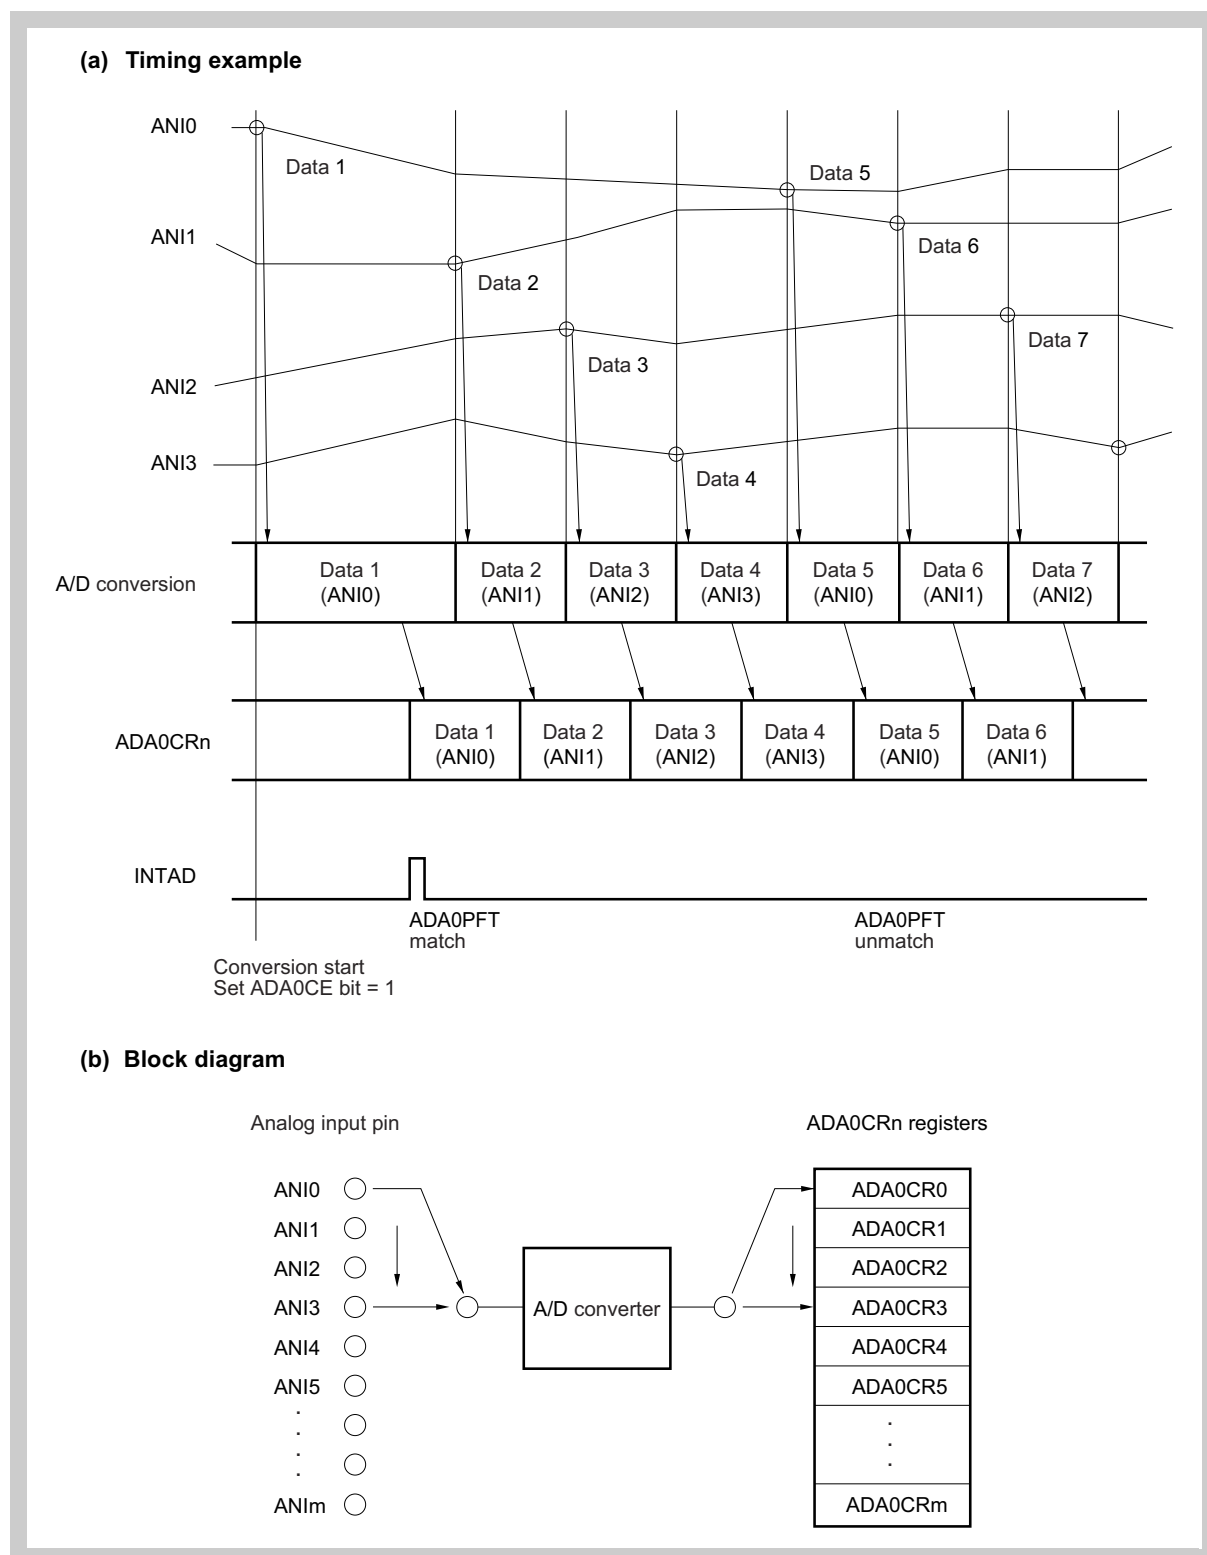 (a) Timing example
ANI0
Data 1
Data 5
ANI1
Data 6
Data 2
Data 7
Data 3
ANI2
ANI3
Data 4
A/D conversion
Data 1 Data 2 Data 3 Data 4 Data 5 Data 6 Data 7
(ANI0) (ANI1) (ANI2) (ANI3) (ANI0) (ANI1) (ANI2)
ADA0CRn
Data 1 Data 2 Data 3 Data 4 Data 5 Data 6
(ANI0) (ANI1) (ANI2) (ANI3) (ANI0) (ANI1)
INTAD
ADA0PFT ADA0PFT
match unmatch
Conversion start
Set ADA0CE bit = 1
(b) Block diagram
Analog input pin ADA0CRn registers
ANI0 ADA0CR0
ANI1 ADA0CR1
ANI2 ADA0CR2
ANI3 A/D converter ADA0CR3
ANI4 ADA0CR4
ANI5 ADA0CR5
ANIm ADA0CRm